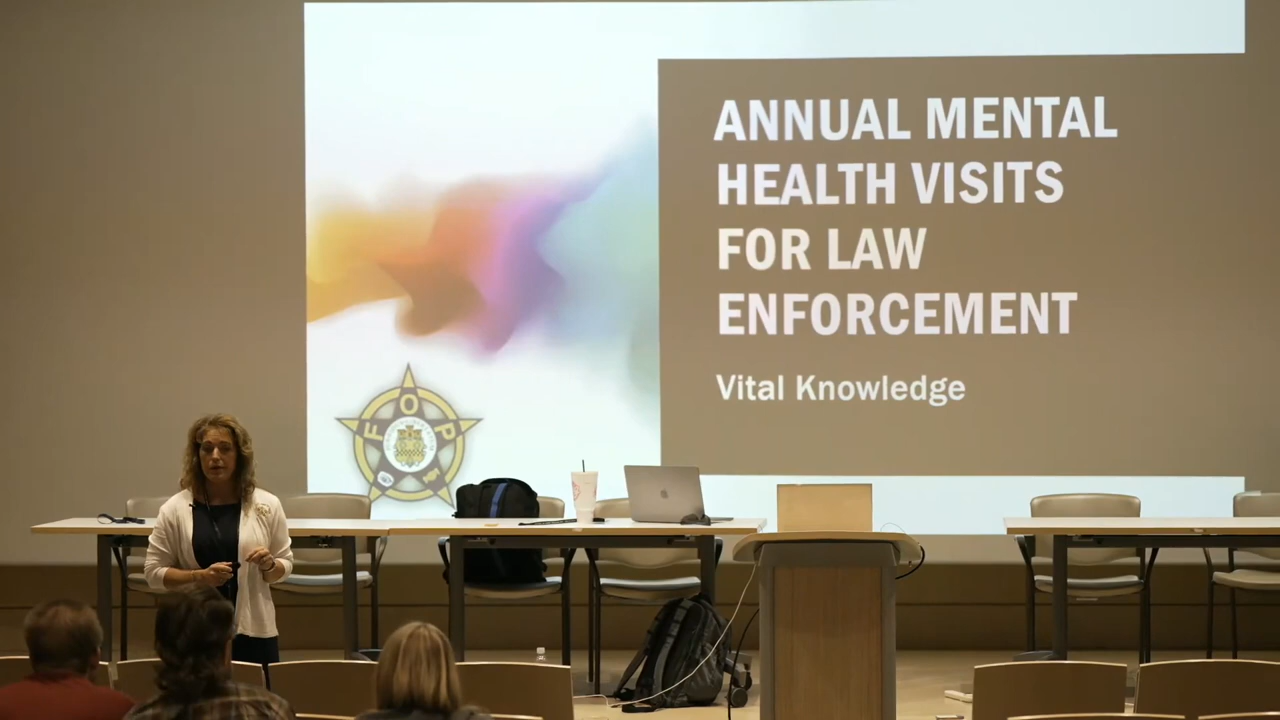 ANNUAL MENTAL
HEALTH VISITS
FOR LAW
ENFORCEMENT
Vital Knowledge
F O P